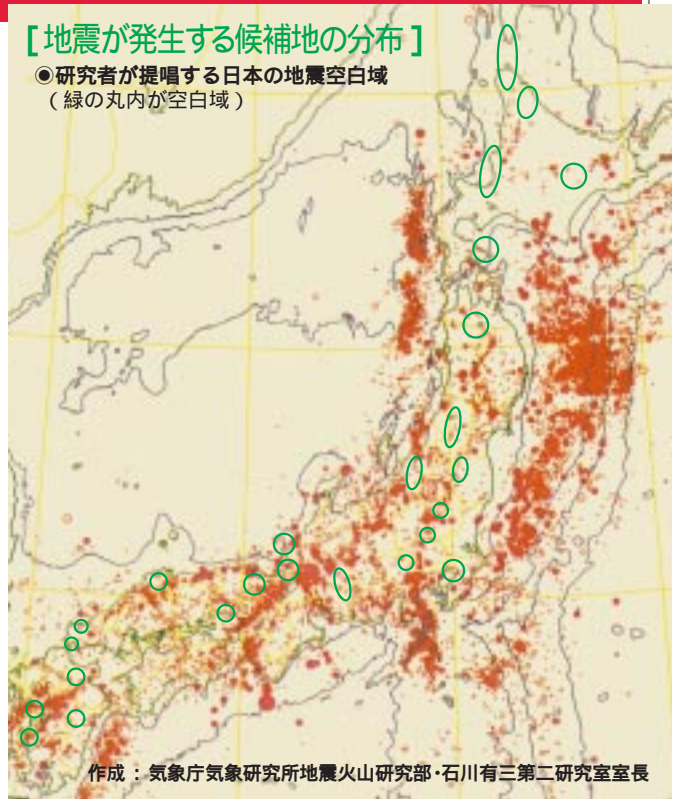 [地震が発生する候補地の分布]
◉研究者が提唱する日本の地震空白域
(緑の丸内が空白域)
作成:気象庁気象研究所地震火山研究部・石川有三第二研究室室長